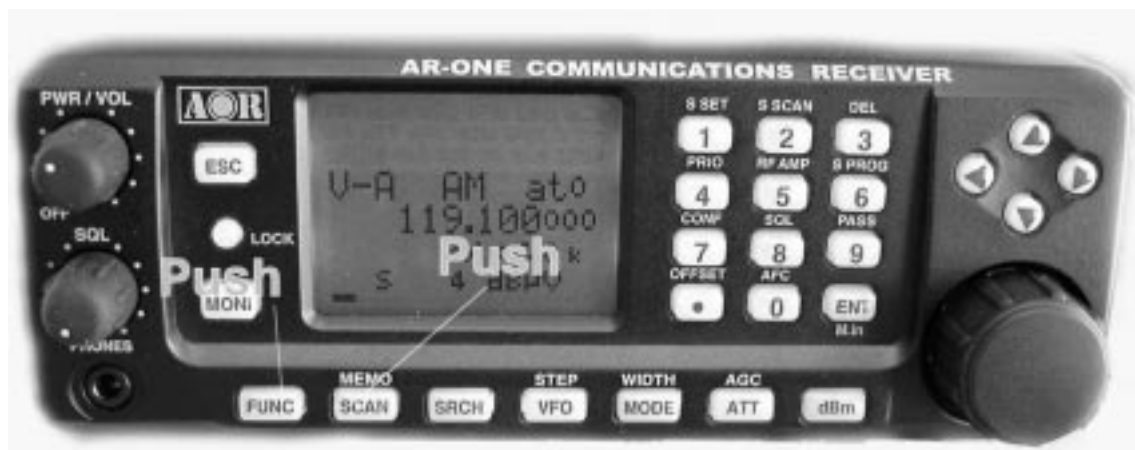 AR-ONE COMMUNICATIONS RECEIVER
PWR / VOL
AOR
S SET S SCAN DEL
1 2 3
ESC
PRIO RF AMP S PROG
4 5 6
V-A AM ato
OFF
119.100000
CONF SQL PASS
7 8 9
SQL
LOCK
Push
Push
k
OFFSET AFC
S 4 dBµV
MONI
• 0 ENT
M.in
PHONES
MEMO STEP WIDTH AGC
FUNC SCAN SRCH VFO MODE ATT dBm